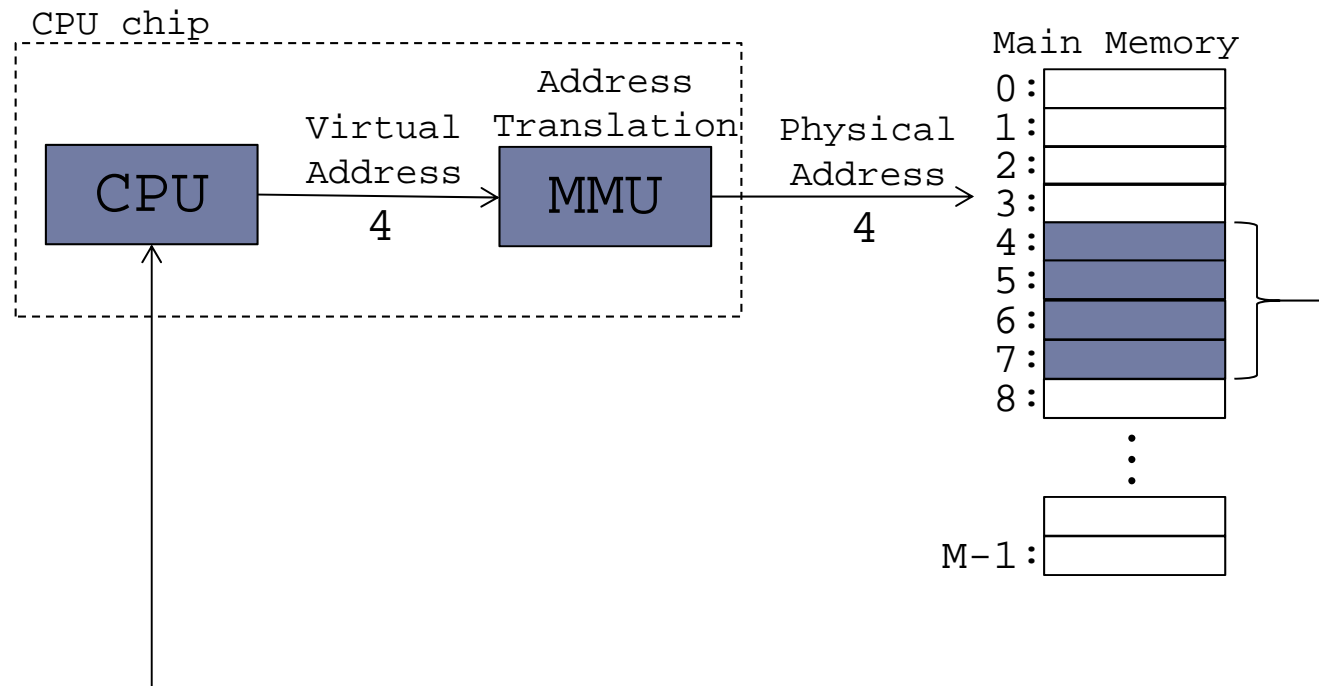 CPU chip
Main Memory
Address
Translation
Virtual
Address
4
Physical
Address
4
CPU
MMU
0:
1:
2:
3:
4:
5:
6:
7:
8:
M-1: